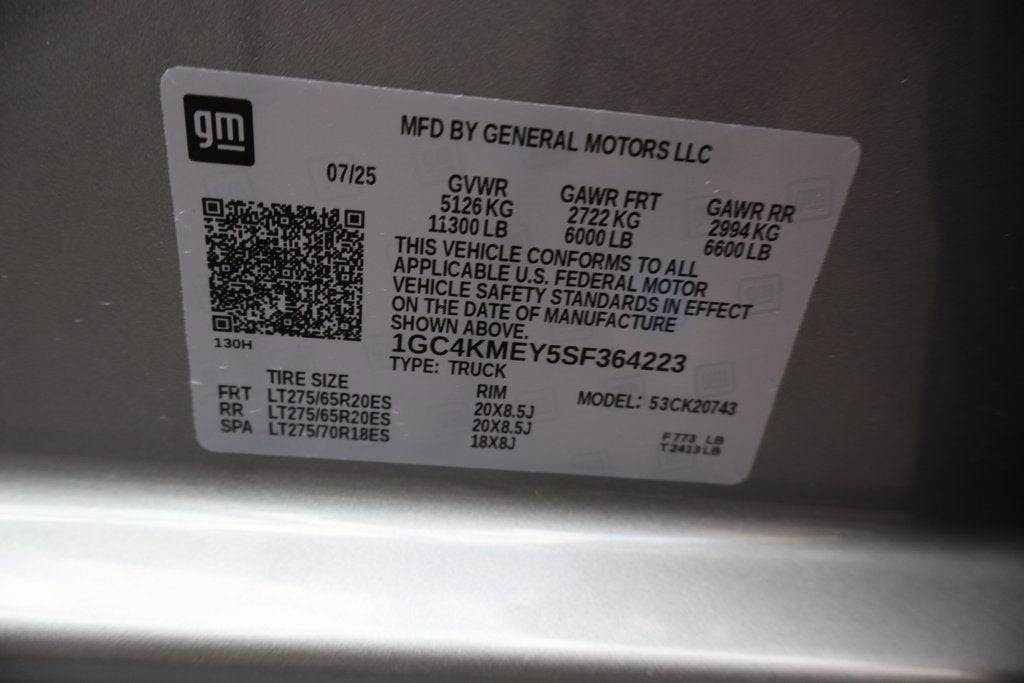 gm
MFD BY GENERAL MOTORS LLC
07/25
GVWR
5126 KG
11300 LB
GAWR FRT
2722 KG
6000 LB
GAWR RR
2994 KG
6600 LB
THIS VEHICLE CONFORMS TO ALL
APPLICABLE U.S. FEDERAL MOTOR
VEHICLE SAFETY STANDARDS IN EFFECT
ON THE DATE OF MANUFACTURE
SHOWN ABOVE.
130H
1GC4KMEY5SF364223
TYPE: TRUCK
TIRE SIZE RIM
FRT LT275/65R20ES 20X8.5J
RR LT275/65R20ES 20X8.5J
SPA LT275/70R18ES 18X8J
MODEL: 53CK20743
F 773 LB
T 2413 LB